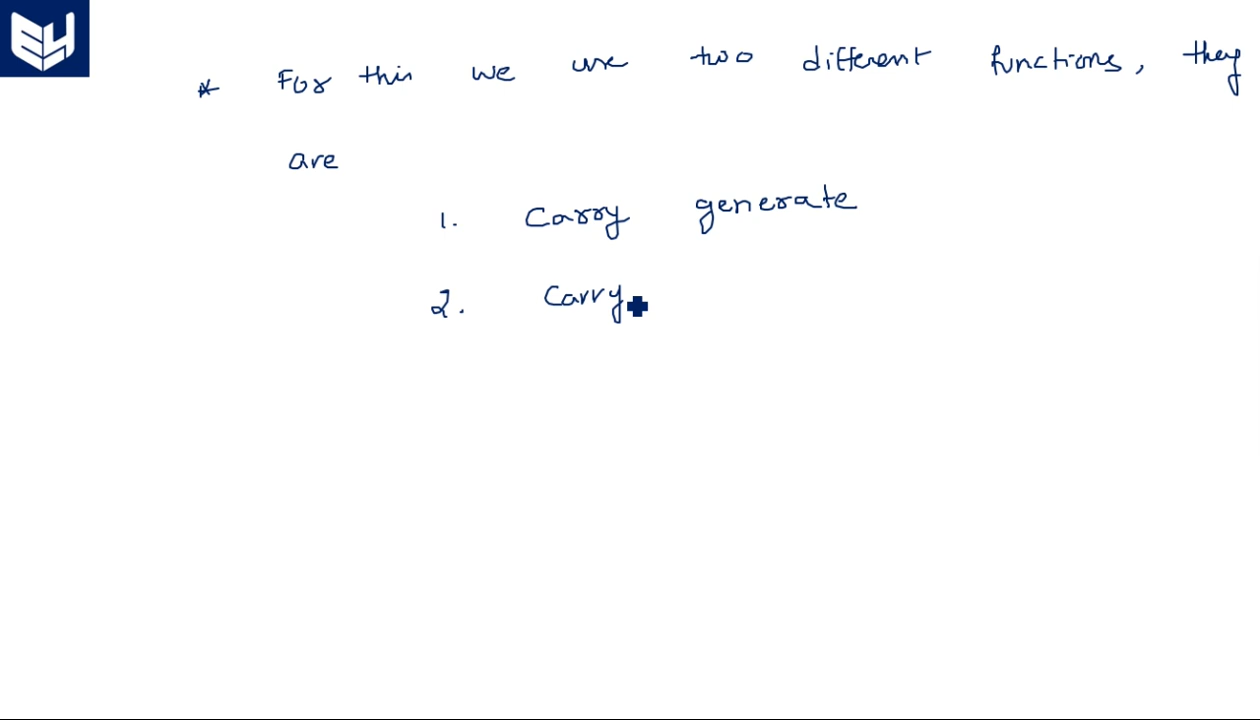 * For this we use two different functions, they
are
1. Carry generate
2. Carry